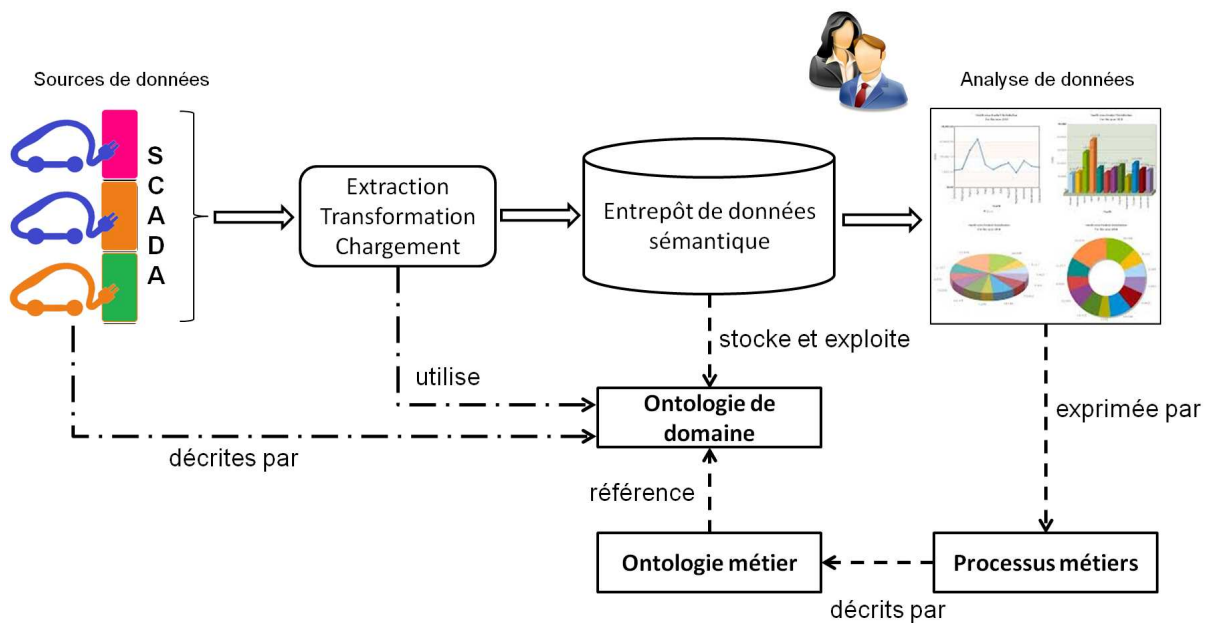 Sources de données
Analyse de données
S
C
A
D
A
Extraction
Transformation
Chargement
Entrepôt de données
sémantique
stocke et exploite
utilise
exprimée par
Ontologie de
domaine
décrites par
référence
Ontologie métier
Processus métiers
décrits par